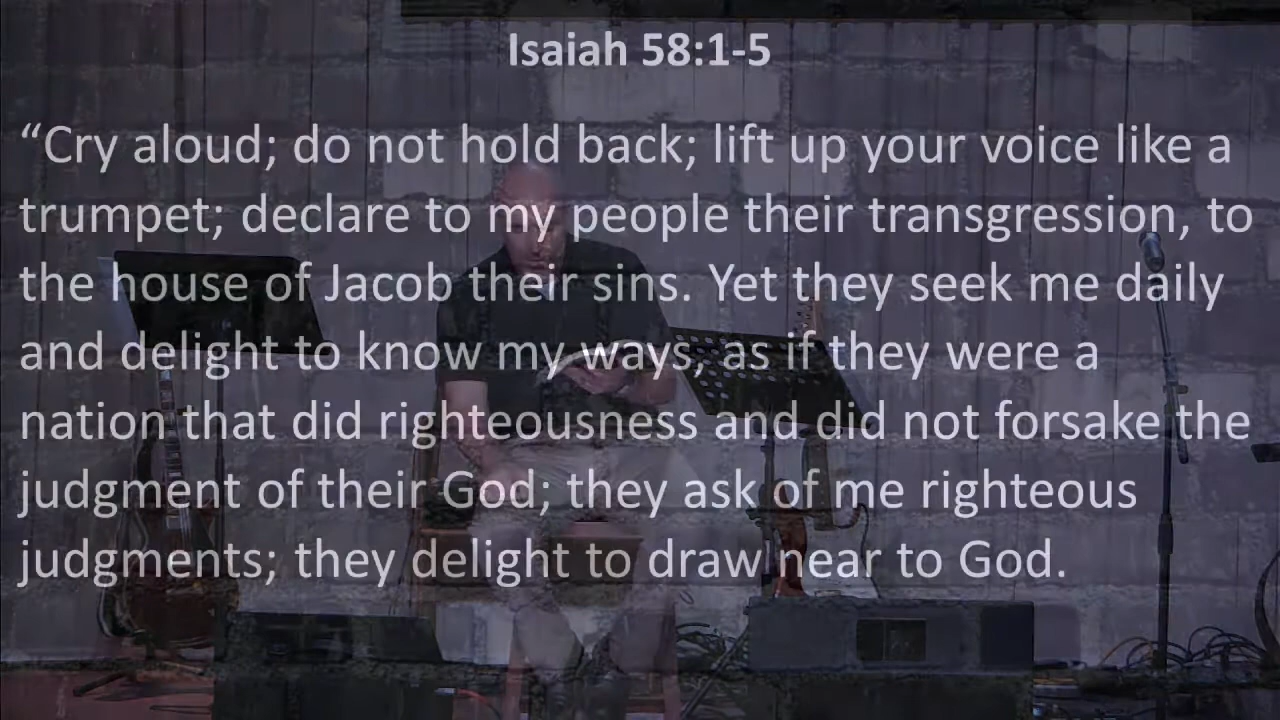 Isaiah 58:1-5
“Cry aloud; do not hold back; lift up your voice like a
trumpet; declare to my people their transgression, to
the house of Jacob their sins. Yet they seek me daily
and delight to know my ways, as if they were a
nation that did righteousness and did not forsake the
judgment of their God; they ask of me righteous
judgments; they delight to draw near to God.